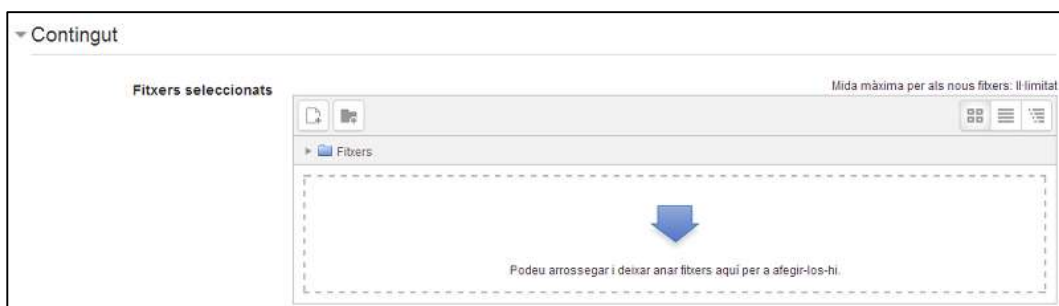 Contingut
Fitxers seleccionats
Mida màxima per als nous fitxers: Il·limitat
Fitxers
Podeu arrossegar i deixar anar fitxers aquí per a afegir-los-hi.